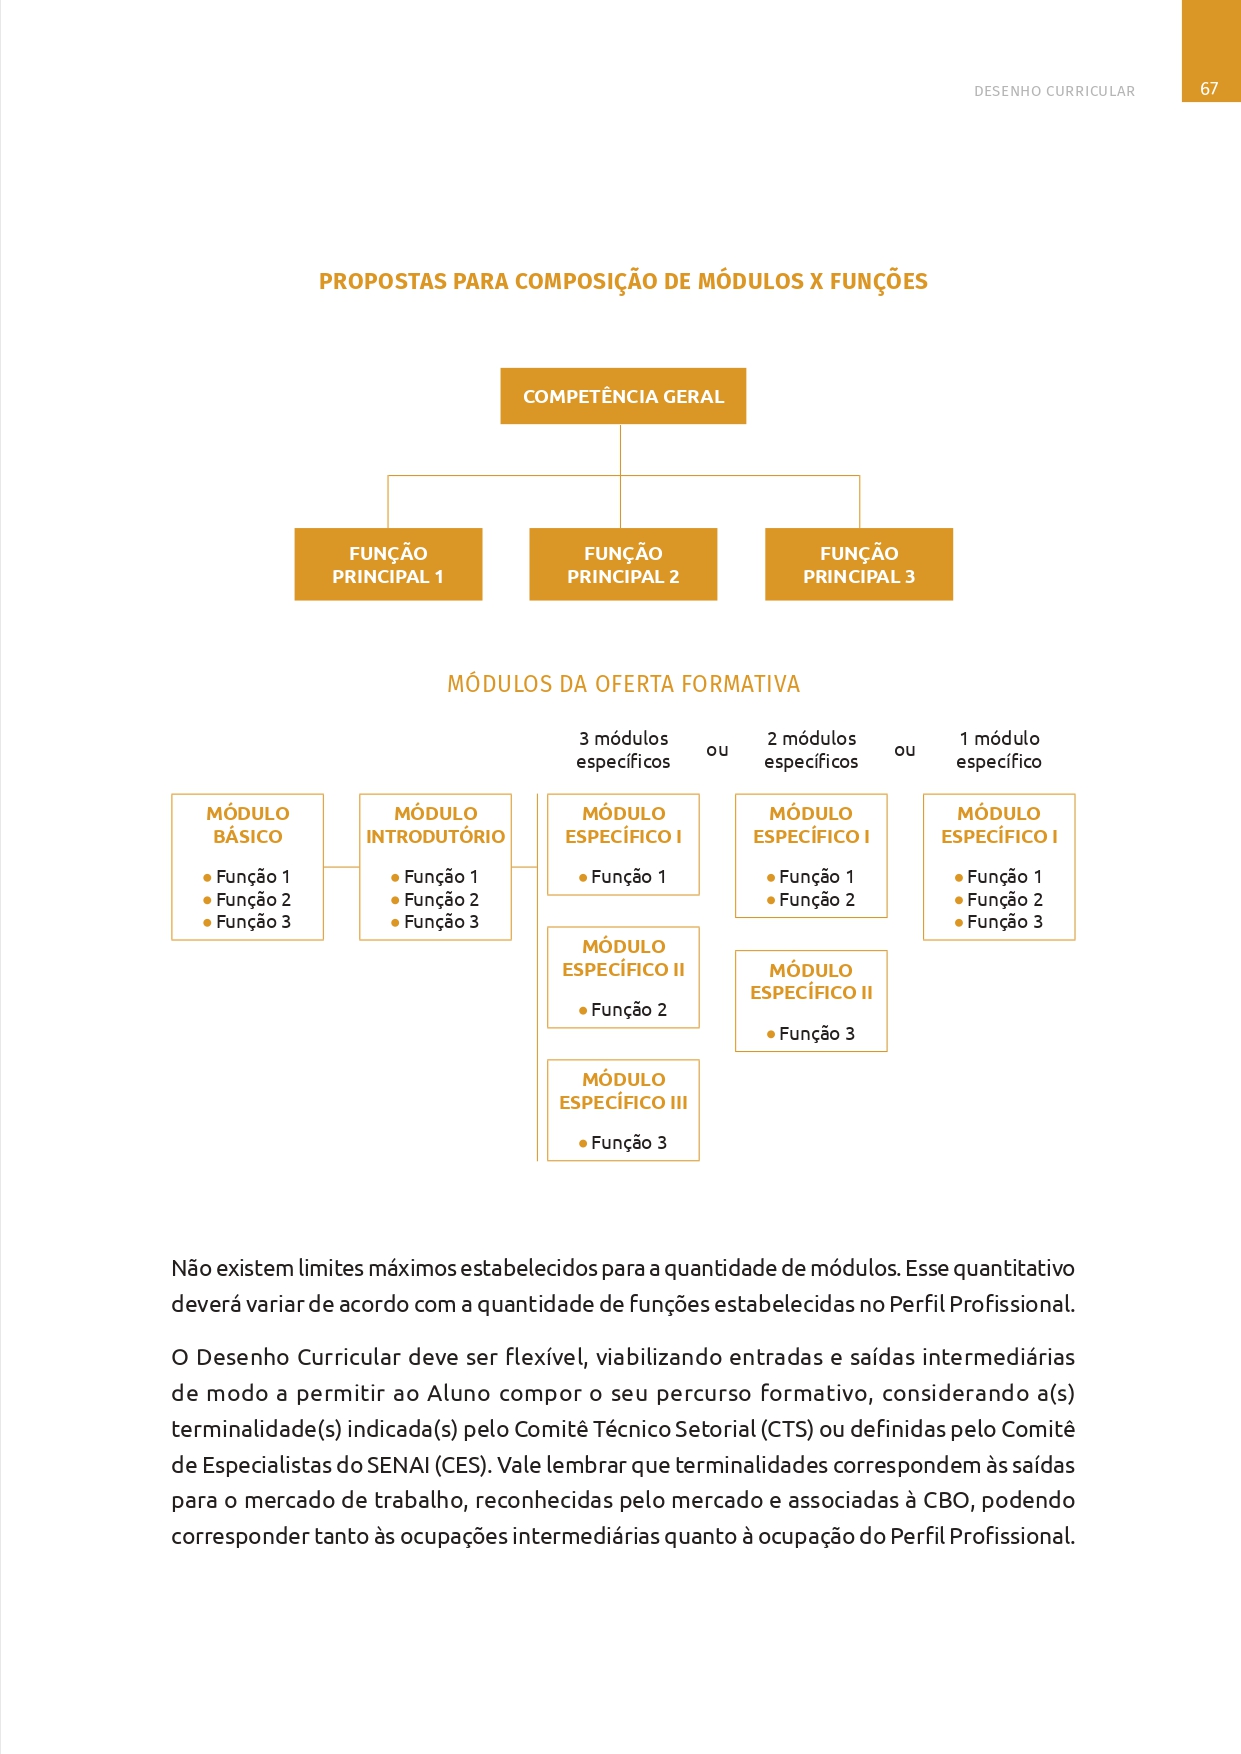 DESENHO CURRICULAR
67
PROPOSTAS PARA COMPOSIÇÃO DE MÓDULOS X FUNÇÕES
COMPETÊNCIA GERAL
FUNÇÃO
PRINCIPAL 1
FUNÇÃO
PRINCIPAL 2
FUNÇÃO
PRINCIPAL 3
MÓDULOS DA OFERTA FORMATIVA
3 módulos
específicos
ou
2 módulos
específicos
ou
1 módulo
específico
MÓDULO
BÁSICO
• Função 1
• Função 2
• Função 3
MÓDULO
INTRODUTÓRIO
• Função 1
• Função 2
• Função 3
MÓDULO
ESPECÍFICO I
• Função 1
MÓDULO
ESPECÍFICO II
• Função 2
MÓDULO
ESPECÍFICO III
• Função 3
MÓDULO
ESPECÍFICO I
• Função 1
• Função 2
MÓDULO
ESPECÍFICO II
• Função 3
MÓDULO
ESPECÍFICO I
• Função 1
• Função 2
• Função 3
Não existem limites máximos estabelecidos para a quantidade de módulos. Esse quantitativo
deverá variar de acordo com a quantidade de funções estabelecidas no Perfil Profissional.
O Desenho Curricular deve ser flexível, viabilizando entradas e saídas intermediárias
de modo a permitir ao Aluno compor o seu percurso formativo, considerando a(s)
terminalidade(s) indicada(s) pelo Comitê Técnico Setorial (CTS) ou definidas pelo Comitê
de Especialistas do SENAI (CES). Vale lembrar que terminalidades correspondem às saídas
para o mercado de trabalho, reconhecidas pelo mercado e associadas à CBO, podendo
corresponder tanto às ocupações intermediárias quanto à ocupação do Perfil Profissional.